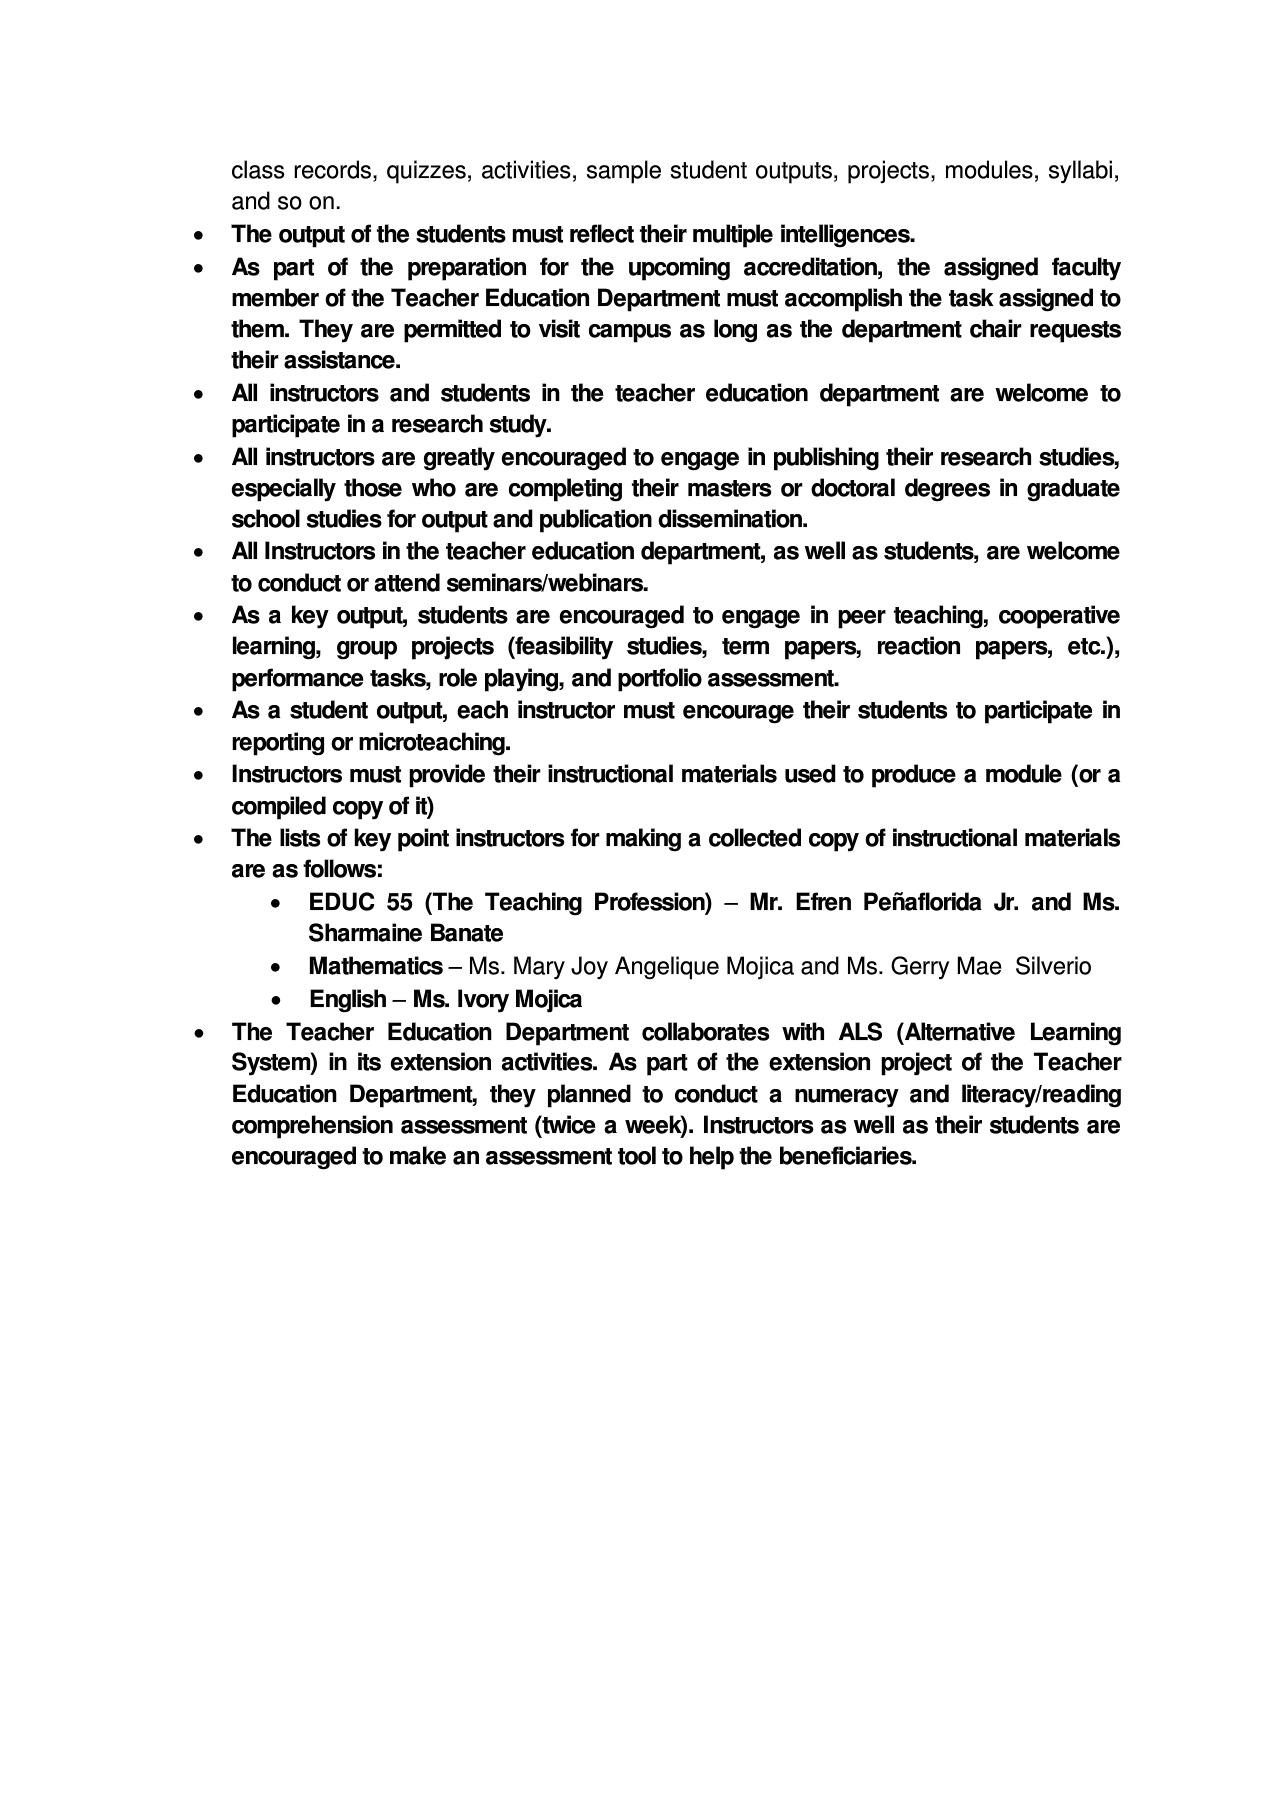 class records, quizzes, activities, sample student outputs, projects, modules, syllabi,
and so on.
• The output of the students must reflect their multiple intelligences.
• As part of the preparation for the upcoming accreditation, the assigned faculty
member of the Teacher Education Department must accomplish the task assigned to
them. They are permitted to visit campus as long as the department chair requests
their assistance.
• All instructors and students in the teacher education department are welcome to
participate in a research study.
• All instructors are greatly encouraged to engage in publishing their research studies,
especially those who are completing their masters or doctoral degrees in graduate
school studies for output and publication dissemination.
• All Instructors in the teacher education department, as well as students, are welcome
to conduct or attend seminars/webinars.
• As a key output, students are encouraged to engage in peer teaching, cooperative
learning, group projects (feasibility studies, term papers, reaction papers, etc.),
performance tasks, role playing, and portfolio assessment.
• As a student output, each instructor must encourage their students to participate in
reporting or microteaching.
• Instructors must provide their instructional materials used to produce a module (or a
compiled copy of it)
• The lists of key point instructors for making a collected copy of instructional materials
are as follows:
• EDUC 55 (The Teaching Profession) – Mr. Efren Peñaflorida Jr. and Ms.
Sharmaine Banate
• Mathematics – Ms. Mary Joy Angelique Mojica and Ms. Gerry Mae Silverio
• English – Ms. Ivory Mojica
• The Teacher Education Department collaborates with ALS (Alternative Learning
System) in its extension activities. As part of the extension project of the Teacher
Education Department, they planned to conduct a numeracy and literacy/reading
comprehension assessment (twice a week). Instructors as well as their students are
encouraged to make an assessment tool to help the beneficiaries.